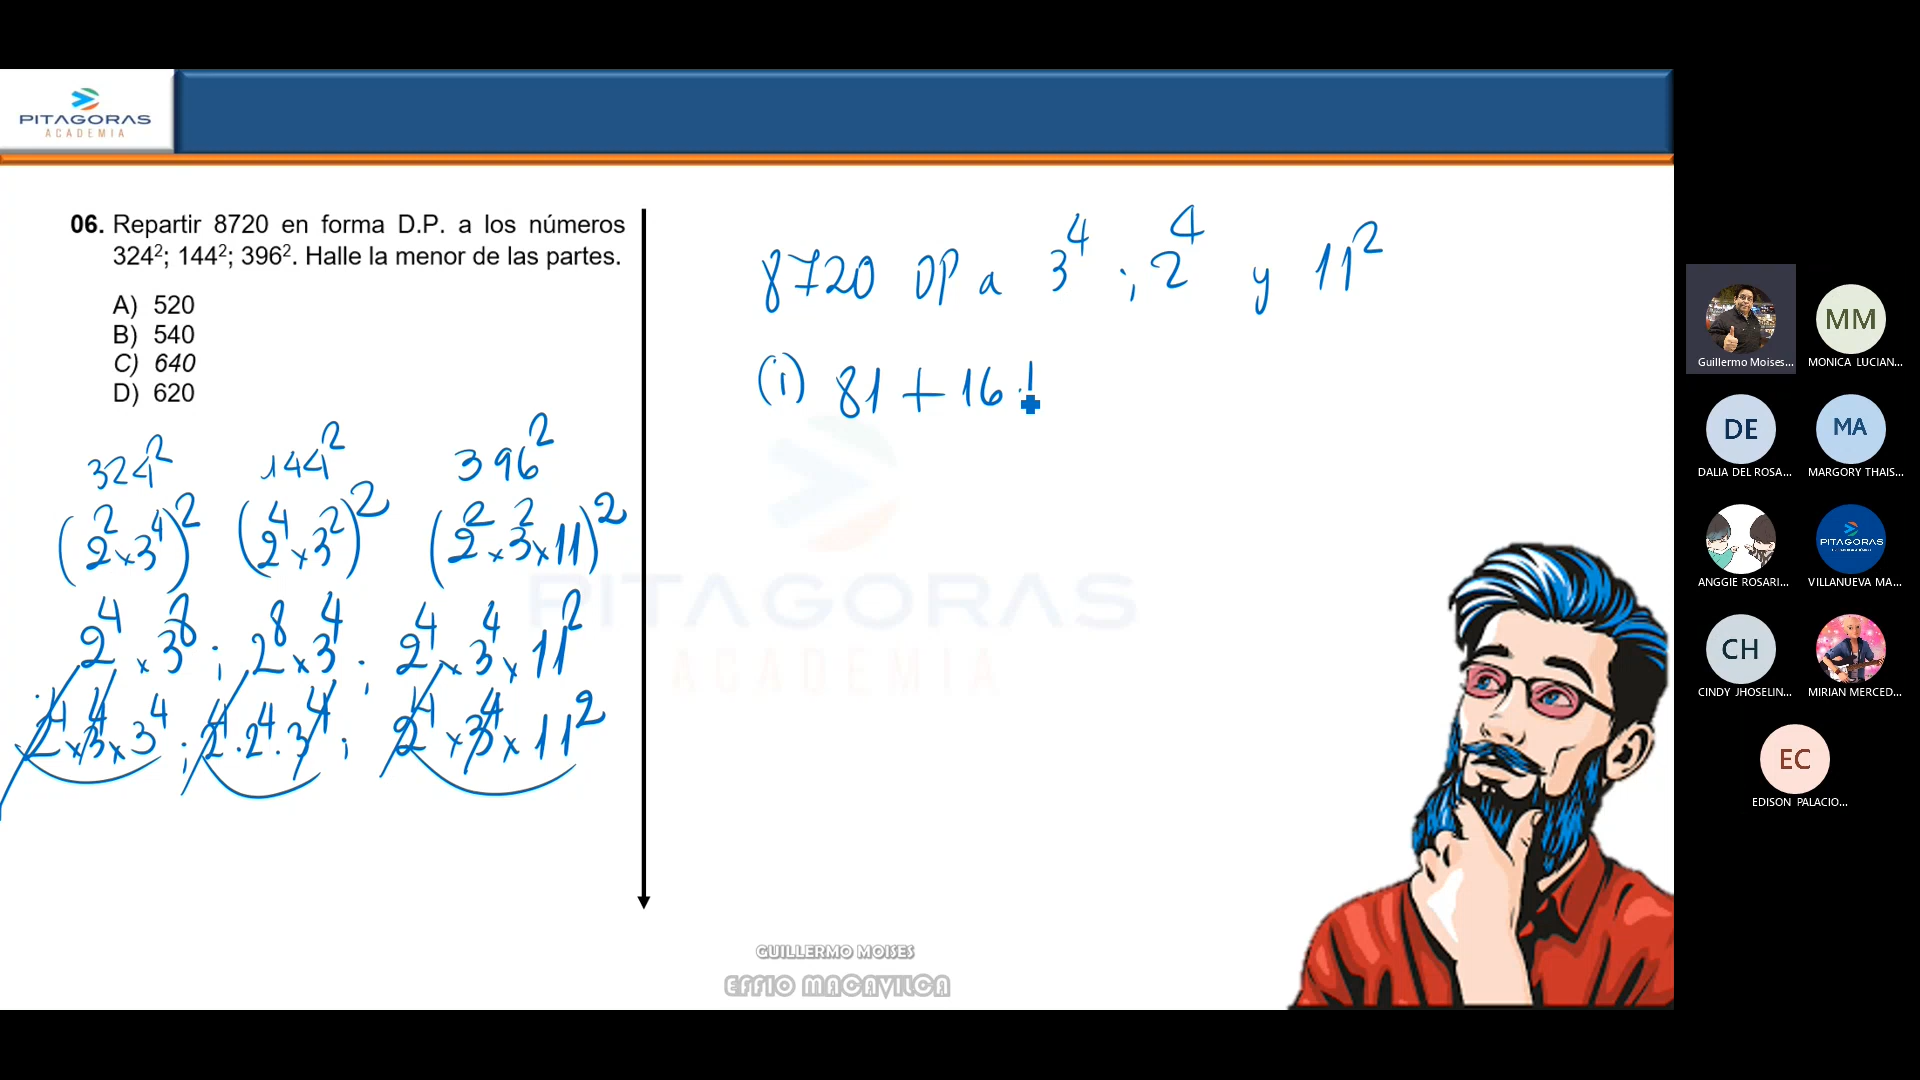 PITAGORAS
ACADEMIA
06. Repartir 8720 en forma D.P. a los números
324²; 144²; 396². Halle la menor de las partes.
A) 520
B) 540
C) 640
D) 620
324² 144² 396²
(2² x 3⁴)² (2⁴ x 3²)² (2² x 3² x 11)²
2⁴ x 3⁸ ; 2⁸ x 3⁴ ; 2⁴ x 3⁴ x 11²
2⁴ x 3⁴ x 3⁴ ; 2⁴ · 2⁴ · 3⁴ ; 2⁴ x 3⁴ x 11²
8720 DP a 3⁴ ; 2⁴ y 11²
(i) 81 + 16
PITAGORAS
ACADEMIA
GUILLERMO MOISES
EFFIO MACAVILCA
Guillermo Moises...
MM
MONICA LUCIAN...
DE
DALIA DEL ROSA...
MA
MARGORY THAIS...
ANGGIE ROSARI...
PITAGORAS
VILLANUEVA MA...
CH
CINDY JHOSELIN...
MIRIAN MERCED...
EC
EDISON PALACIO...